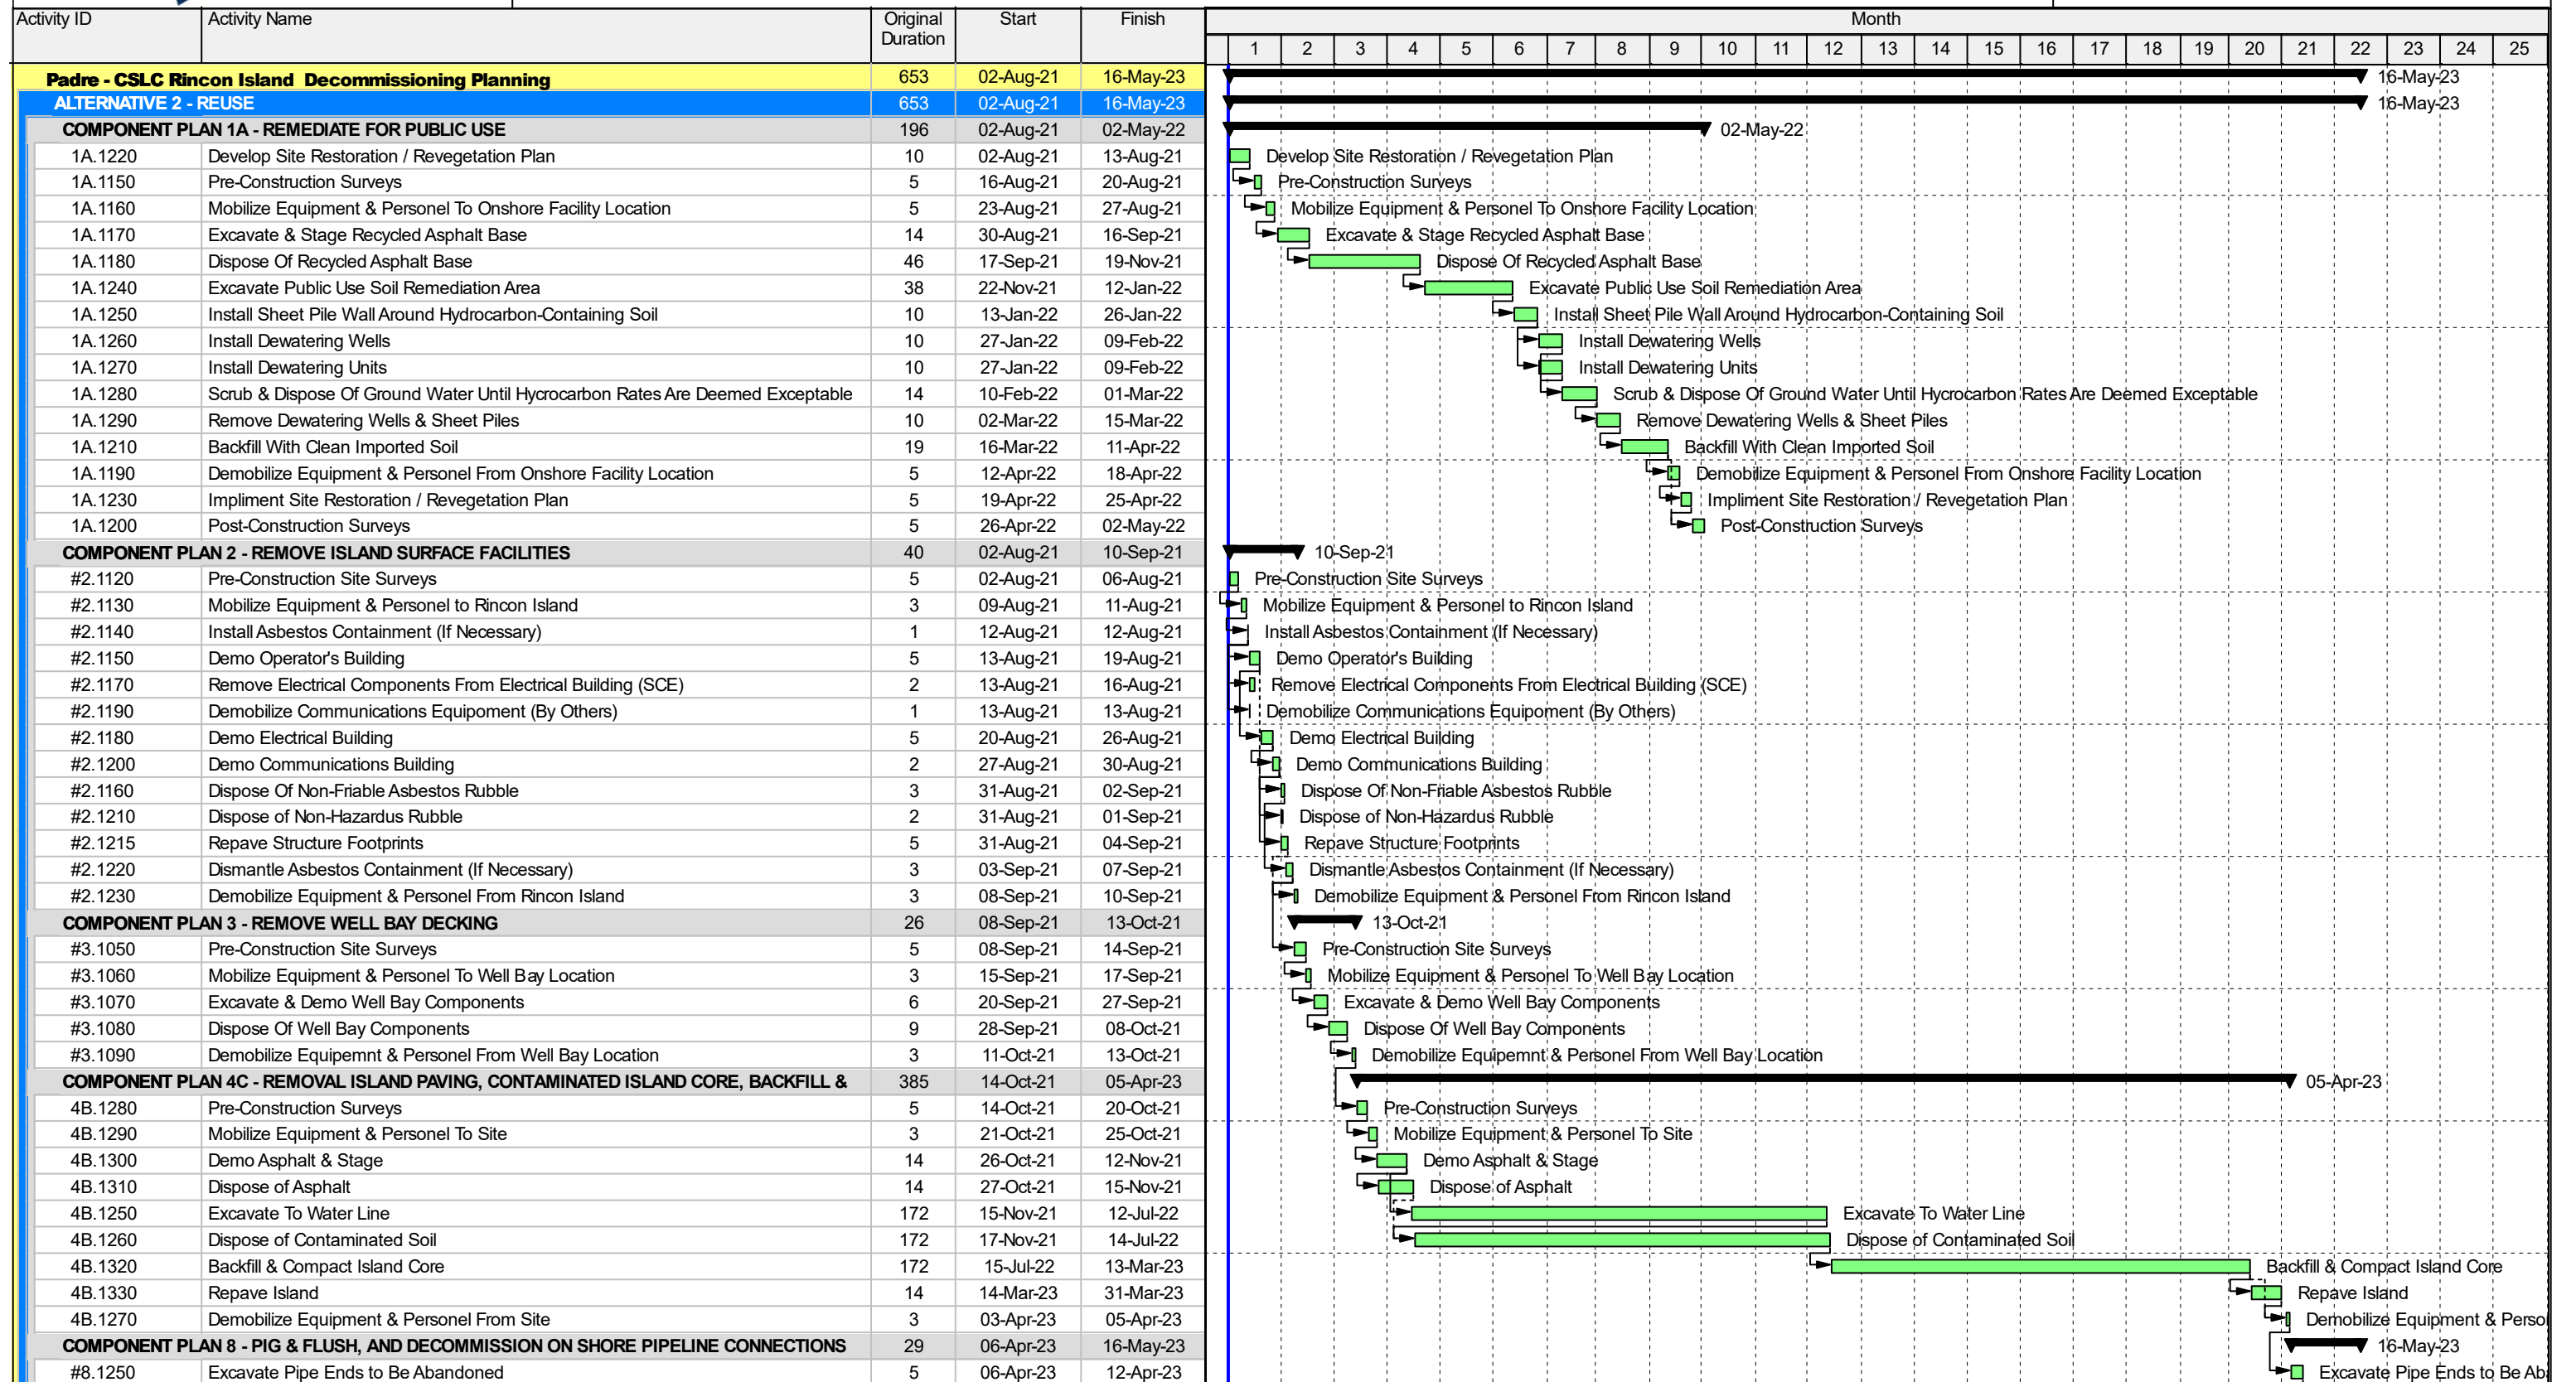 Activity ID Activity Name Original Duration Start Finish Month
1 2 3 4 5 6 7 8 9 10 11 12 13 14 15 16 17 18 19 20 21 22 23 24 25
Padre - CSLC Rincon Island Decommissioning Planning 653 02-Aug-21 16-May-23 16-May-23
ALTERNATIVE 2 - REUSE 653 02-Aug-21 16-May-23 16-May-23
COMPONENT PLAN 1A - REMEDIATE FOR PUBLIC USE 196 02-Aug-21 02-May-22 02-May-22
1A.1220 Develop Site Restoration / Revegetation Plan 10 02-Aug-21 13-Aug-21 Develop Site Restoration / Revegetation Plan
1A.1150 Pre-Construction Surveys 5 16-Aug-21 20-Aug-21 Pre-Construction Surveys
1A.1160 Mobilize Equipment & Personel To Onshore Facility Location 5 23-Aug-21 27-Aug-21 Mobilize Equipment & Personel To Onshore Facility Location
1A.1170 Excavate & Stage Recycled Asphalt Base 14 30-Aug-21 16-Sep-21 Excavate & Stage Recycled Asphalt Base
1A.1180 Dispose Of Recycled Asphalt Base 46 17-Sep-21 19-Nov-21 Dispose Of Recycled Asphalt Base
1A.1240 Excavate Public Use Soil Remediation Area 38 22-Nov-21 12-Jan-22 Excavate Public Use Soil Remediation Area
1A.1250 Install Sheet Pile Wall Around Hydrocarbon-Containing Soil 10 13-Jan-22 26-Jan-22 Install Sheet Pile Wall Around Hydrocarbon-Containing Soil
1A.1260 Install Dewatering Wells 10 27-Jan-22 09-Feb-22 Install Dewatering Wells
1A.1270 Install Dewatering Units 10 27-Jan-22 09-Feb-22 Install Dewatering Units
1A.1280 Scrub & Dispose Of Ground Water Until Hycrocarbon Rates Are Deemed Exceptable 14 10-Feb-22 01-Mar-22 Scrub & Dispose Of Ground Water Until Hycrocarbon Rates Are Deemed Exceptable
1A.1290 Remove Dewatering Wells & Sheet Piles 10 02-Mar-22 15-Mar-22 Remove Dewatering Wells & Sheet Piles
1A.1210 Backfill With Clean Imported Soil 19 16-Mar-22 11-Apr-22 Backfill With Clean Imported Soil
1A.1190 Demobilize Equipment & Personel From Onshore Facility Location 5 12-Apr-22 18-Apr-22 Demobilize Equipment & Personel From Onshore Facility Location
1A.1230 Impliment Site Restoration / Revegetation Plan 5 19-Apr-22 25-Apr-22 Impliment Site Restoration / Revegetation Plan
1A.1200 Post-Construction Surveys 5 26-Apr-22 02-May-22 Post-Construction Surveys
COMPONENT PLAN 2 - REMOVE ISLAND SURFACE FACILITIES 40 02-Aug-21 10-Sep-21 10-Sep-21
#2.1120 Pre-Construction Site Surveys 5 02-Aug-21 06-Aug-21 Pre-Construction Site Surveys
#2.1130 Mobilize Equipment & Personel to Rincon Island 3 09-Aug-21 11-Aug-21 Mobilize Equipment & Personel to Rincon Island
#2.1140 Install Asbestos Containment (If Necessary) 1 12-Aug-21 12-Aug-21 Install Asbestos Containment (If Necessary)
#2.1150 Demo Operator's Building 5 13-Aug-21 19-Aug-21 Demo Operator's Building
#2.1170 Remove Electrical Components From Electrical Building (SCE) 2 13-Aug-21 16-Aug-21 Remove Electrical Components From Electrical Building (SCE)
#2.1190 Demobilize Communications Equipoment (By Others) 1 13-Aug-21 13-Aug-21 Demobilize Communications Equipoment (By Others)
#2.1180 Demo Electrical Building 5 20-Aug-21 26-Aug-21 Demo Electrical Building
#2.1200 Demo Communications Building 2 27-Aug-21 30-Aug-21 Demo Communications Building
#2.1160 Dispose Of Non-Friable Asbestos Rubble 3 31-Aug-21 02-Sep-21 Dispose Of Non-Friable Asbestos Rubble
#2.1210 Dispose of Non-Hazardus Rubble 2 31-Aug-21 01-Sep-21 Dispose of Non-Hazardus Rubble
#2.1215 Repave Structure Footprints 5 31-Aug-21 04-Sep-21 Repave Structure Footprints
#2.1220 Dismantle Asbestos Containment (If Necessary) 3 03-Sep-21 07-Sep-21 Dismantle Asbestos Containment (If Necessary)
#2.1230 Demobilize Equipment & Personel From Rincon Island 3 08-Sep-21 10-Sep-21 Demobilize Equipment & Personel From Rincon Island
COMPONENT PLAN 3 - REMOVE WELL BAY DECKING 26 08-Sep-21 13-Oct-21 13-Oct-21
#3.1050 Pre-Construction Site Surveys 5 08-Sep-21 14-Sep-21 Pre-Construction Site Surveys
#3.1060 Mobilize Equipment & Personel To Well Bay Location 3 15-Sep-21 17-Sep-21 Mobilize Equipment & Personel To Well Bay Location
#3.1070 Excavate & Demo Well Bay Components 6 20-Sep-21 27-Sep-21 Excavate & Demo Well Bay Components
#3.1080 Dispose Of Well Bay Components 9 28-Sep-21 08-Oct-21 Dispose Of Well Bay Components
#3.1090 Demobilize Equipemnt & Personel From Well Bay Location 3 11-Oct-21 13-Oct-21 Demobilize Equipemnt & Personel From Well Bay Location
COMPONENT PLAN 4C - REMOVAL ISLAND PAVING, CONTAMINATED ISLAND CORE, BACKFILL & 385 14-Oct-21 05-Apr-23 05-Apr-23
4B.1280 Pre-Construction Surveys 5 14-Oct-21 20-Oct-21 Pre-Construction Surveys
4B.1290 Mobilize Equipment & Personel To Site 3 21-Oct-21 25-Oct-21 Mobilize Equipment & Personel To Site
4B.1300 Demo Asphalt & Stage 14 26-Oct-21 12-Nov-21 Demo Asphalt & Stage
4B.1310 Dispose of Asphalt 14 27-Oct-21 15-Nov-21 Dispose of Asphalt
4B.1250 Excavate To Water Line 172 15-Nov-21 12-Jul-22 Excavate To Water Line
4B.1260 Dispose of Contaminated Soil 172 17-Nov-21 14-Jul-22 Dispose of Contaminated Soil
4B.1320 Backfill & Compact Island Core 172 15-Jul-22 13-Mar-23 Backfill & Compact Island Core
4B.1330 Repave Island 14 14-Mar-23 31-Mar-23 Repave Island
4B.1270 Demobilize Equipment & Personel From Site 3 03-Apr-23 05-Apr-23 Demobilize Equipment & Person
COMPONENT PLAN 8 - PIG & FLUSH, AND DECOMMISSION ON SHORE PIPELINE CONNECTIONS 29 06-Apr-23 16-May-23 16-May-23
#8.1250 Excavate Pipe Ends to Be Abandoned 5 06-Apr-23 12-Apr-23 Excavate Pipe Ends to Be Ab